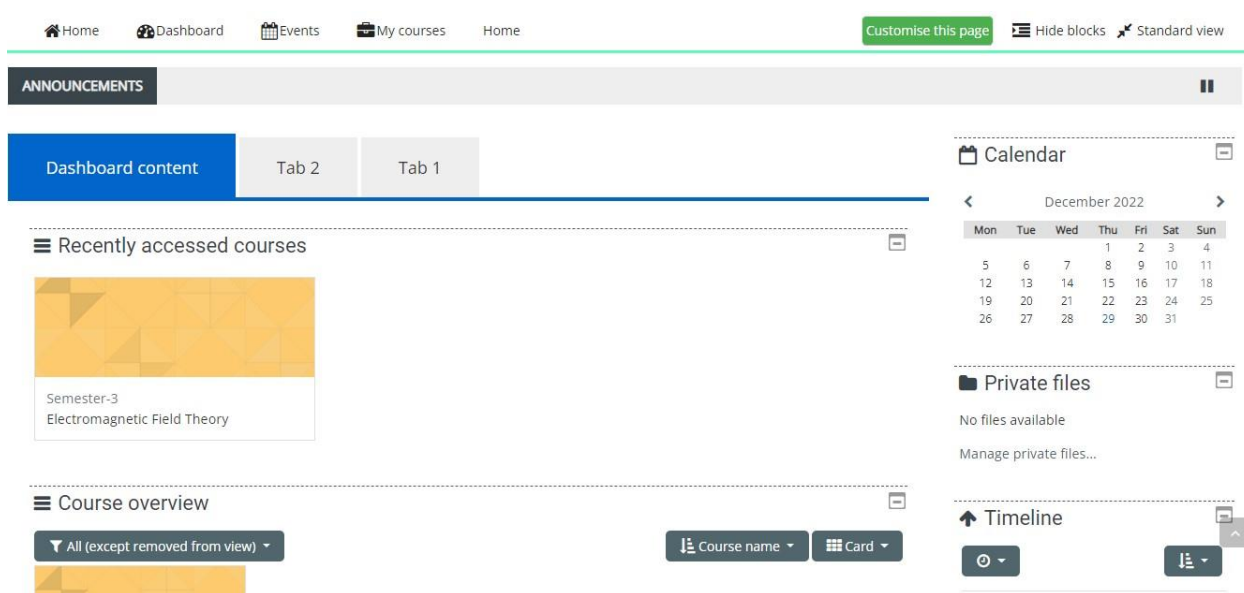 Home Dashboard Events My courses Home Customise this page Hide blocks Standard view
ANNOUNCEMENTS
Dashboard content Tab 2 Tab 1
Recently accessed courses
Semester-3
Electromagnetic Field Theory
Course overview
All (except removed from view) Course name Card
Calendar
December 2022
Mon Tue Wed Thu Fri Sat Sun
1 2 3 4
5 6 7 8 9 10 11
12 13 14 15 16 17 18
19 20 21 22 23 24 25
26 27 28 29 30 31
Private files
No files available
Manage private files...
Timeline